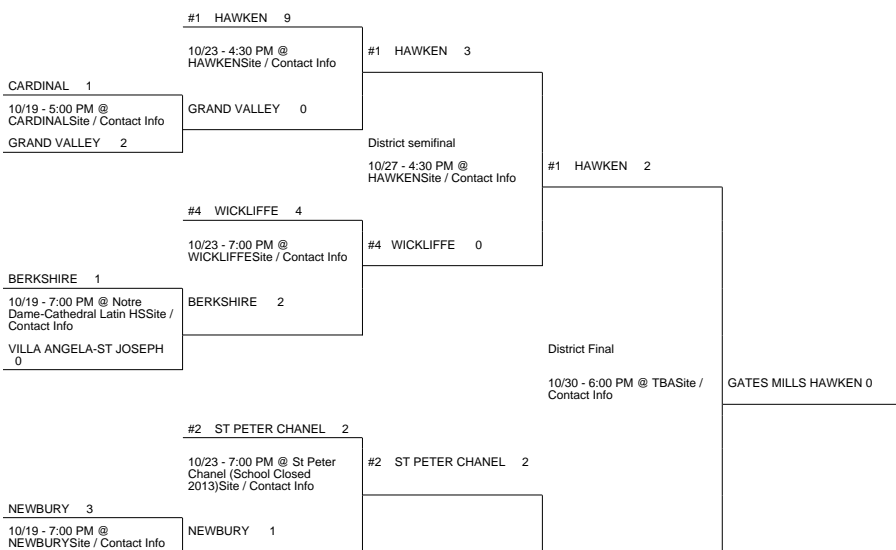 #1 HAWKEN 9
10/23 - 4:30 PM @
HAWKENSite / Contact Info
#1 HAWKEN 3
CARDINAL 1
10/19 - 5:00 PM @
CARDINALSite / Contact Info
GRAND VALLEY 0
GRAND VALLEY 2
District semifinal
10/27 - 4:30 PM @
HAWKENSite / Contact Info
#1 HAWKEN 2
#4 WICKLIFFE 4
10/23 - 7:00 PM @
WICKLIFFESite / Contact Info
#4 WICKLIFFE 0
BERKSHIRE 1
10/19 - 7:00 PM @ Notre
Dame-Cathedral Latin HSSite /
Contact Info
BERKSHIRE 2
VILLA ANGELA-ST JOSEPH
0
District Final
10/30 - 6:00 PM @ TBASite /
Contact Info
GATES MILLS HAWKEN 0
#2 ST PETER CHANEL 2
10/23 - 7:00 PM @ St Peter
Chanel (School Closed
2013)Site / Contact Info
#2 ST PETER CHANEL 2
NEWBURY 3
10/19 - 7:00 PM @
NEWBURYSite / Contact Info
NEWBURY 1